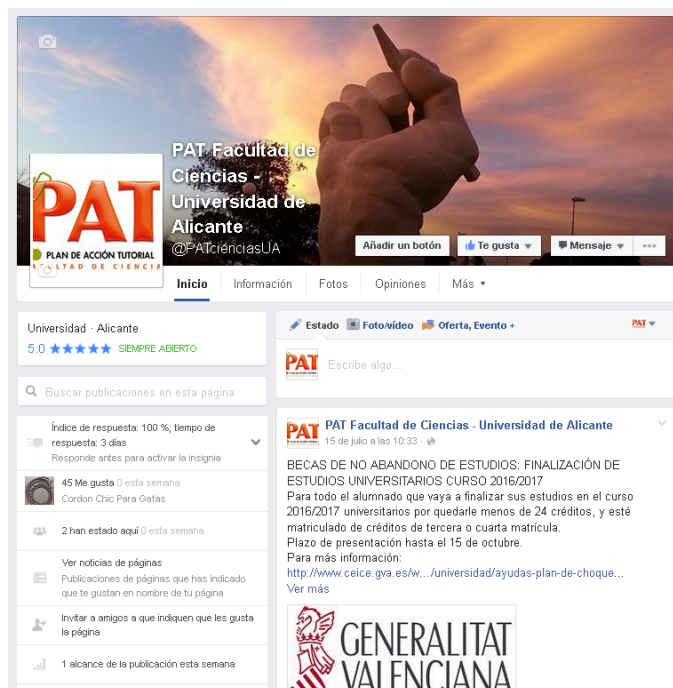 PAT Facultad de
Ciencias -
Universidad de
Alicante
@PATcienciasUA
PAT
PLAN DE ACCIÓN TUTORIAL
CULTAD DE CIENCIA
Añadir un botón
Te gusta
Mensaje
Inicio
Información
Fotos
Opiniones
Más
Universidad · Alicante
5.0 ★★★★★ SIEMPRE ABIERTO
Buscar publicaciones en esta página
Índice de respuesta: 100 %; tiempo de
respuesta: 3 días
Responde antes para activar la insignia
45 Me gusta 0 esta semana
Cordon Chic Para Gafas
2 han estado aquí 0 esta semana
Ver noticias de páginas
Publicaciones de páginas que has indicado
que te gustan en nombre de tu página
Invitar a amigos a que indiquen que les gusta
la página
1 alcance de la publicación esta semana
Estado
Foto/vídeo
Oferta, Evento +
PAT
PAT
Escribe algo...
PAT
PAT Facultad de Ciencias - Universidad de Alicante
15 de julio a las 10:33 ·
BECAS DE NO ABANDONO DE ESTUDIOS: FINALIZACIÓN DE
ESTUDIOS UNIVERSITARIOS CURSO 2016/2017
Para todo el alumnado que vaya a finalizar sus estudios en el curso
2016/2017 universitarios por quedarle menos de 24 créditos, y esté
matriculado de créditos de tercera o cuarta matrícula.
Plazo de presentación hasta el 15 de octubre.
Para más información:
http://www.ceice.gva.es/w…/universidad/ayudas-plan-de-choque...
Ver más
GENERALITAT
VALENCIANA